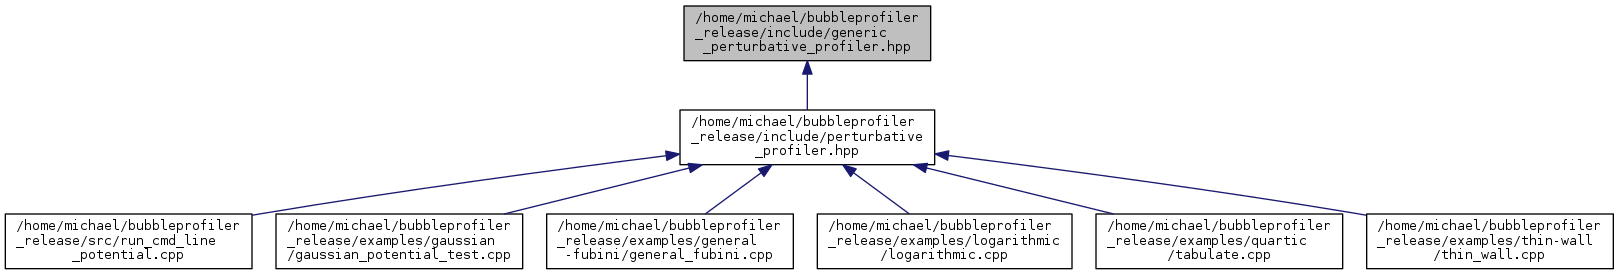 /home/michael/bubbleprofiler
_release/include/generic
_perturbative_profiler.hpp
/home/michael/bubbleprofiler
_release/include/perturbative
_profiler.hpp
/home/michael/bubbleprofiler
_release/src/run_cmd_line
_potential.cpp
/home/michael/bubbleprofiler
_release/examples/gaussian
/gaussian_potential_test.cpp
/home/michael/bubbleprofiler
_release/examples/general
-fubini/general_fubini.cpp
/home/michael/bubbleprofiler
_release/examples/logarithmic
/logarithmic.cpp
/home/michael/bubbleprofiler
_release/examples/quartic
/tabulate.cpp
/home/michael/bubbleprofiler
_release/examples/thin-wall
/thin_wall.cpp